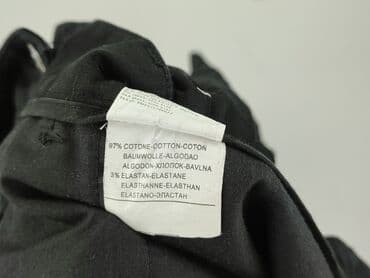 97% COTONE-COTTON-COTON
BAUMWOLLE-ALGODAO
ALGODON-ХЛОПОК-BAVLNA
3% ELASTAN-ELASTANE
ELASTHANNE-ELASTHAN
ELASTANO-ЭЛАСТАН